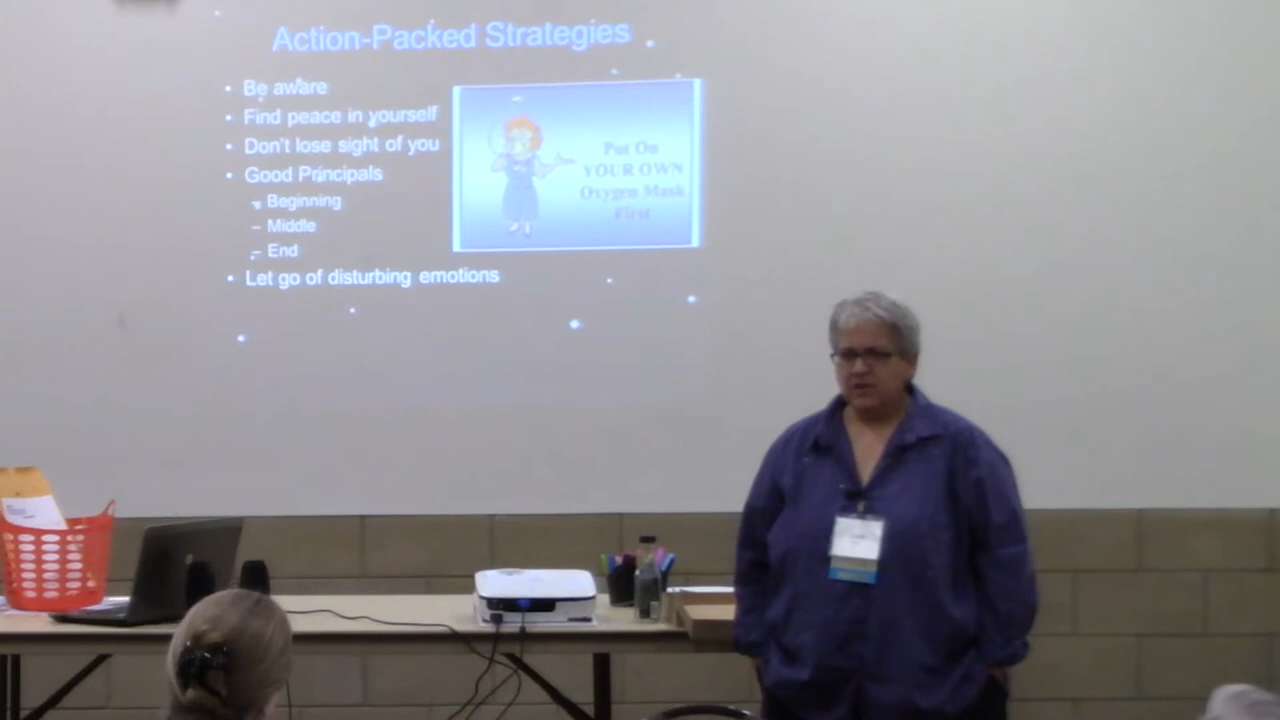 Action-Packed Strategies
• Be aware
• Find peace in yourself
• Don't lose sight of you
• Good Principals
– Beginning
– Middle
– End
• Let go of disturbing emotions
Put On
YOUR OWN
Oxygen Mask
First